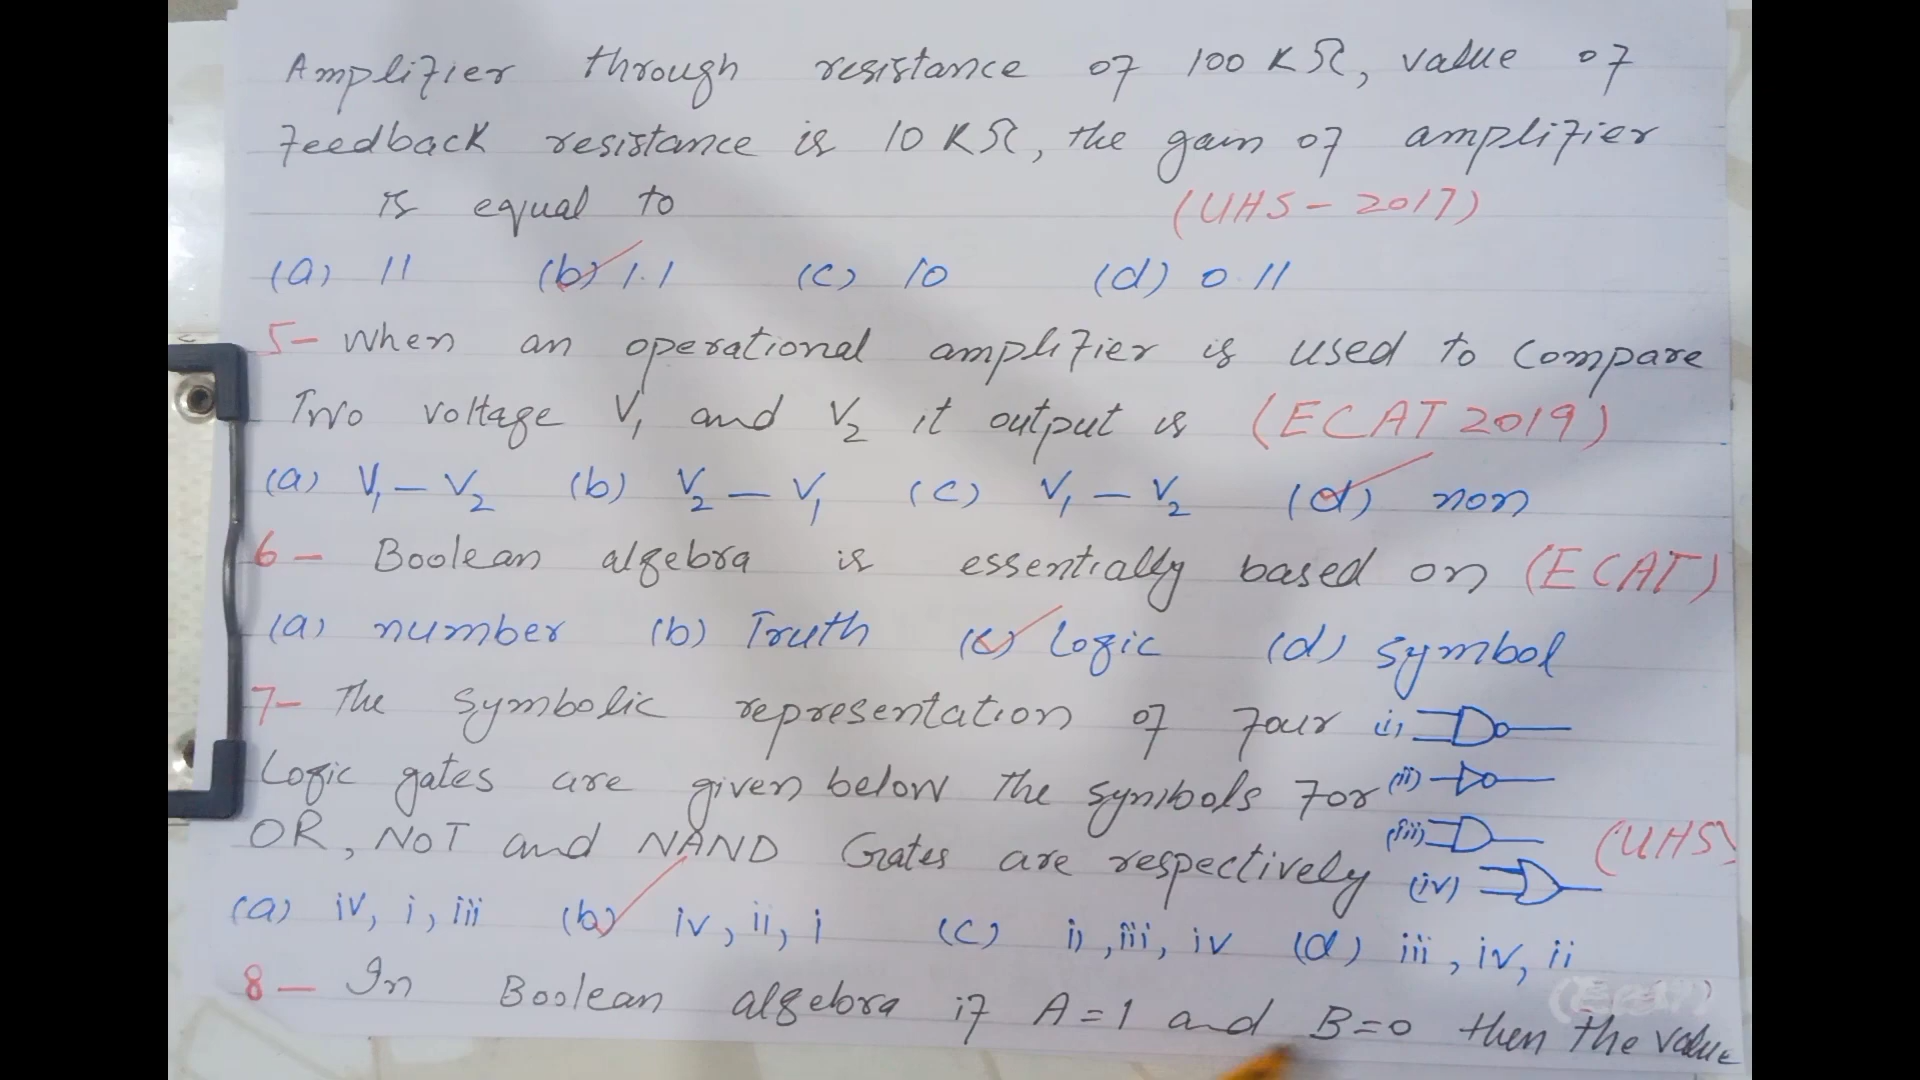 Amplifier through resistance of 100 KΩ, value of
feedback resistance is 10 KΩ, the gain of amplifier
is equal to (UHS - 2017)
(a) 11 (b) 1.1 (c) 10 (d) 0.11
5- When an operational amplifier is used to compare
Two voltage V₁ and V₂ it output is (ECAT 2019)
(a) V₁ - V₂ (b) V₂ - V₁ (c) V₁ - V₂ (d) non
6- Boolean algebra is essentially based on (ECAT)
(a) number (b) Truth (c) Logic (d) symbol
7- The symbolic representation of four (i)
Logic gates are given below the symbols for (ii)
(iii) (UHS)
OR, NOT and NAND Gates are respectively (iv)
(a) iv, i, iii (b) iv, ii, i (c) i, iii, iv (d) iii, iv, ii
8- In Boolean algebra if A=1 and B=0 then the value